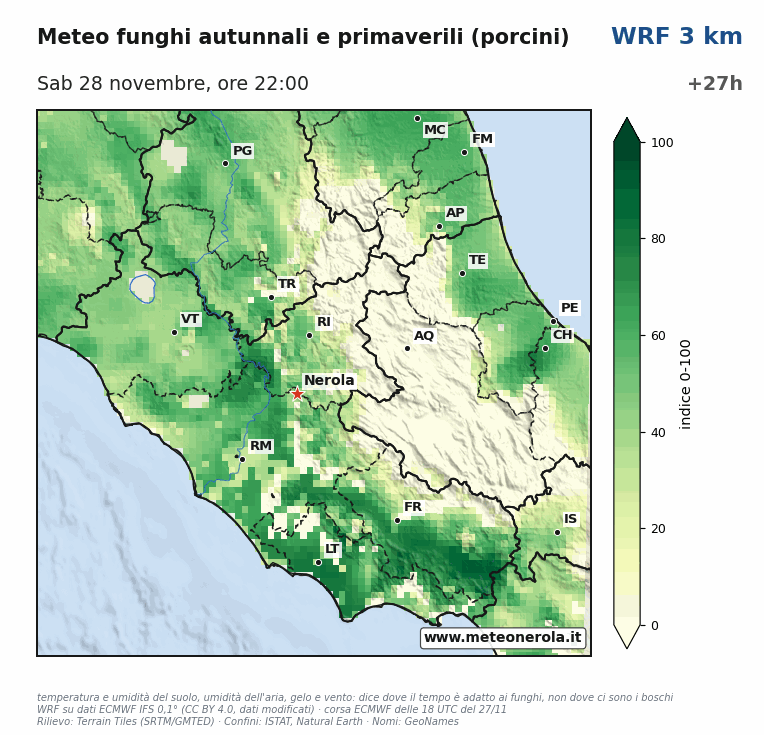 Meteo funghi autunnali e primaverili (porcini) WRF 3 km
Sab 28 novembre, ore 22:00 +27h
MC
FM
PG
AP
TE
TR
PE
VT
RI
AQ
CH
Nerola
RM
FR
IS
LT
www.meteonerola.it
100
80
60
40
20
0
indice 0-100
temperatura e umidità del suolo, umidità dell'aria, gelo e vento: dice dove il tempo è adatto ai funghi, non dove ci sono i boschi
WRF su dati ECMWF IFS 0,1° (CC BY 4.0, dati modificati) · corsa ECMWF delle 18 UTC del 27/11
Rilievo: Terrain Tiles (SRTM/GMTED) · Confini: ISTAT, Natural Earth · Nomi: GeoNames